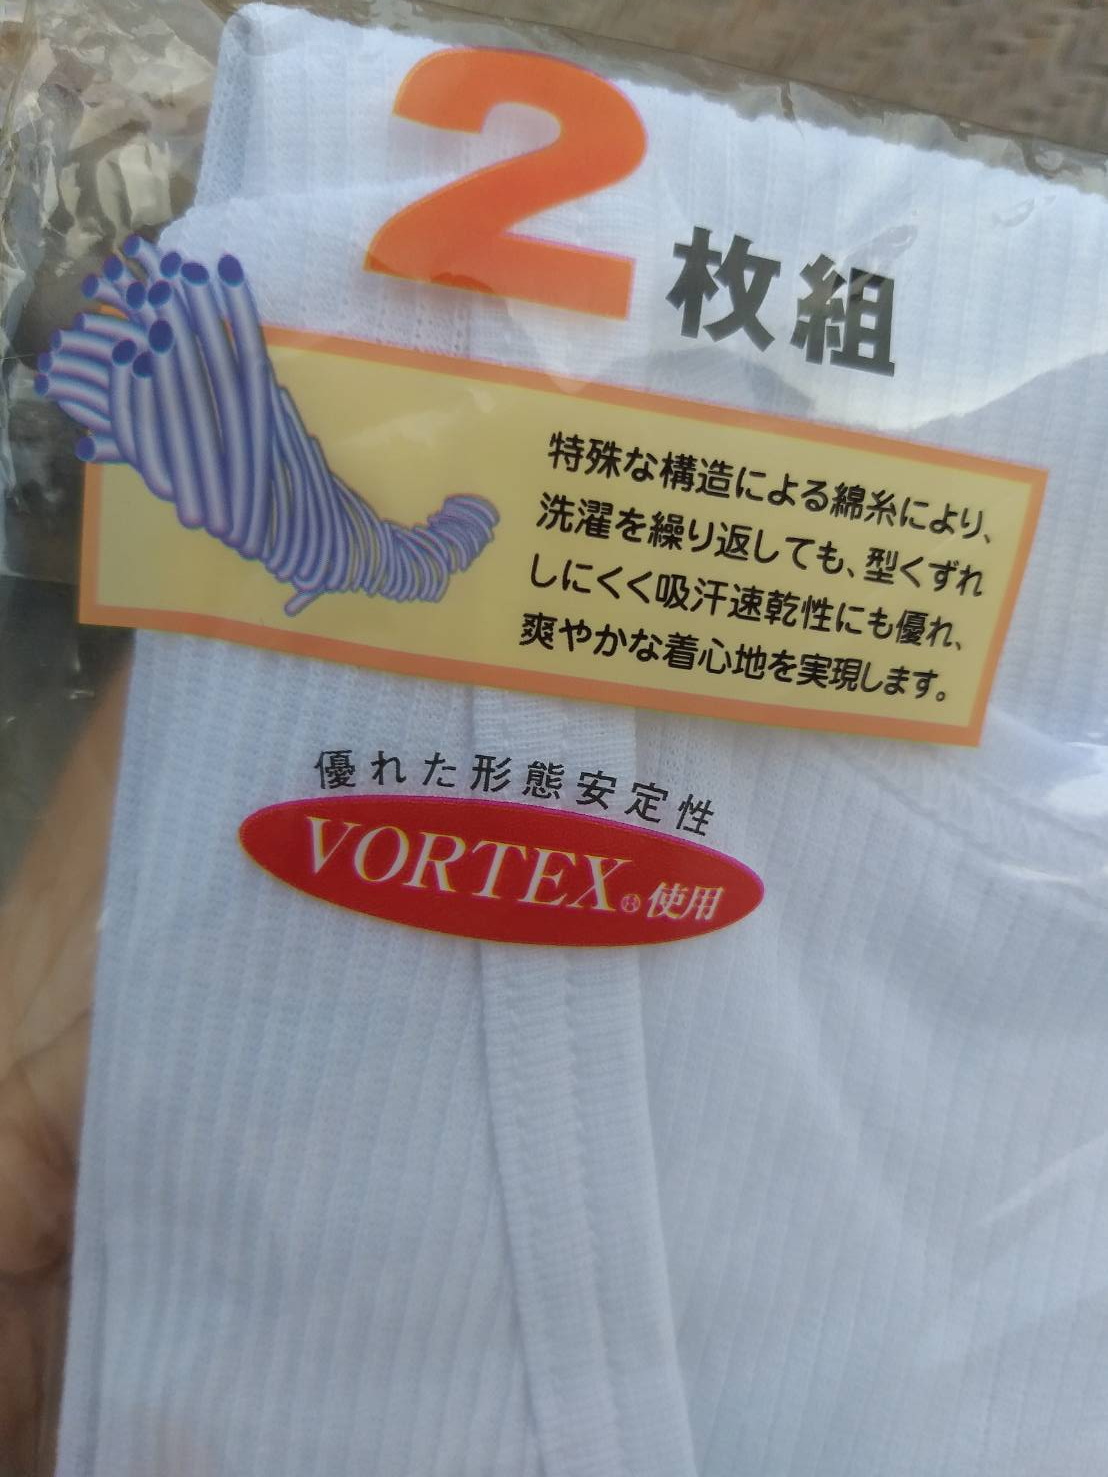 2枚組
特殊な構造による綿糸により、
洗濯を繰り返しても、型くずれ
しにくく吸汗速乾性にも優れ、
爽やかな着心地を実現します。
優れた形態安定性
VORTEX®使用